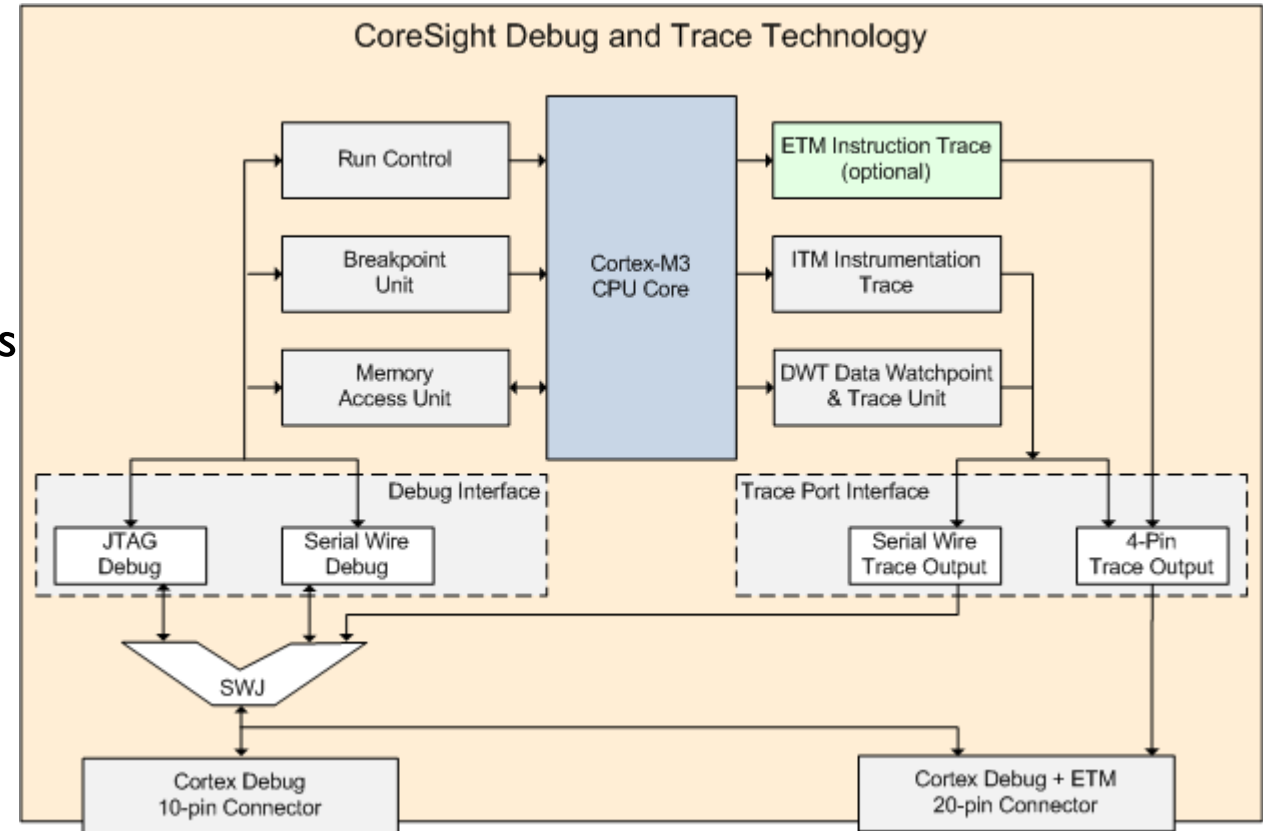 CoreSight Debug and Trace Technology
Run Control
ETM Instruction Trace
(optional)
Breakpoint
Unit
Cortex-M3
CPU Core
ITM Instrumentation
Trace
s
Memory
Access Unit
DWT Data Watchpoint
& Trace Unit
Debug Interface
Trace Port Interface
JTAG
Debug
Serial Wire
Debug
Serial Wire
Trace Output
4-Pin
Trace Output
SWJ
Cortex Debug
10-pin Connector
Cortex Debug + ETM
20-pin Connector